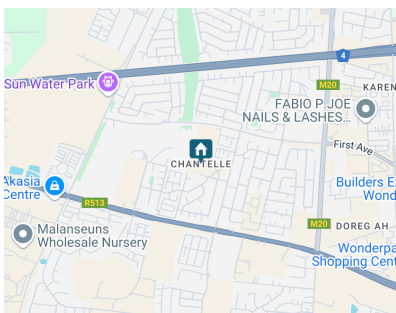 4
Sun Water Park
M20
KAREN
FABIO P JOE
NAILS & LASHES...
First Ave
CHANTELLE
Akasia
Centre
R513
Builders E
Wond
M20
DOREG AH
Malanseuns
Wholesale Nursery
Wonderpa
Shopping Cent